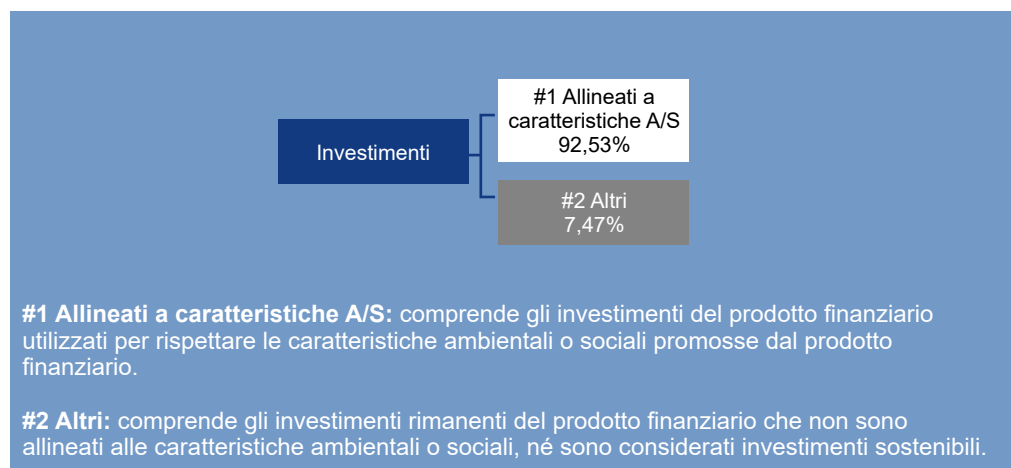 #1 Allineati a
caratteristiche A/S
92,53%
Investimenti
#2 Altri
7,47%
#1 Allineati a caratteristiche A/S: comprende gli investimenti del prodotto finanziario
utilizzati per rispettare le caratteristiche ambientali o sociali promosse dal prodotto
finanziario.
#2 Altri: comprende gli investimenti rimanenti del prodotto finanziario che non sono
allineati alle caratteristiche ambientali o sociali, né sono considerati investimenti sostenibili.